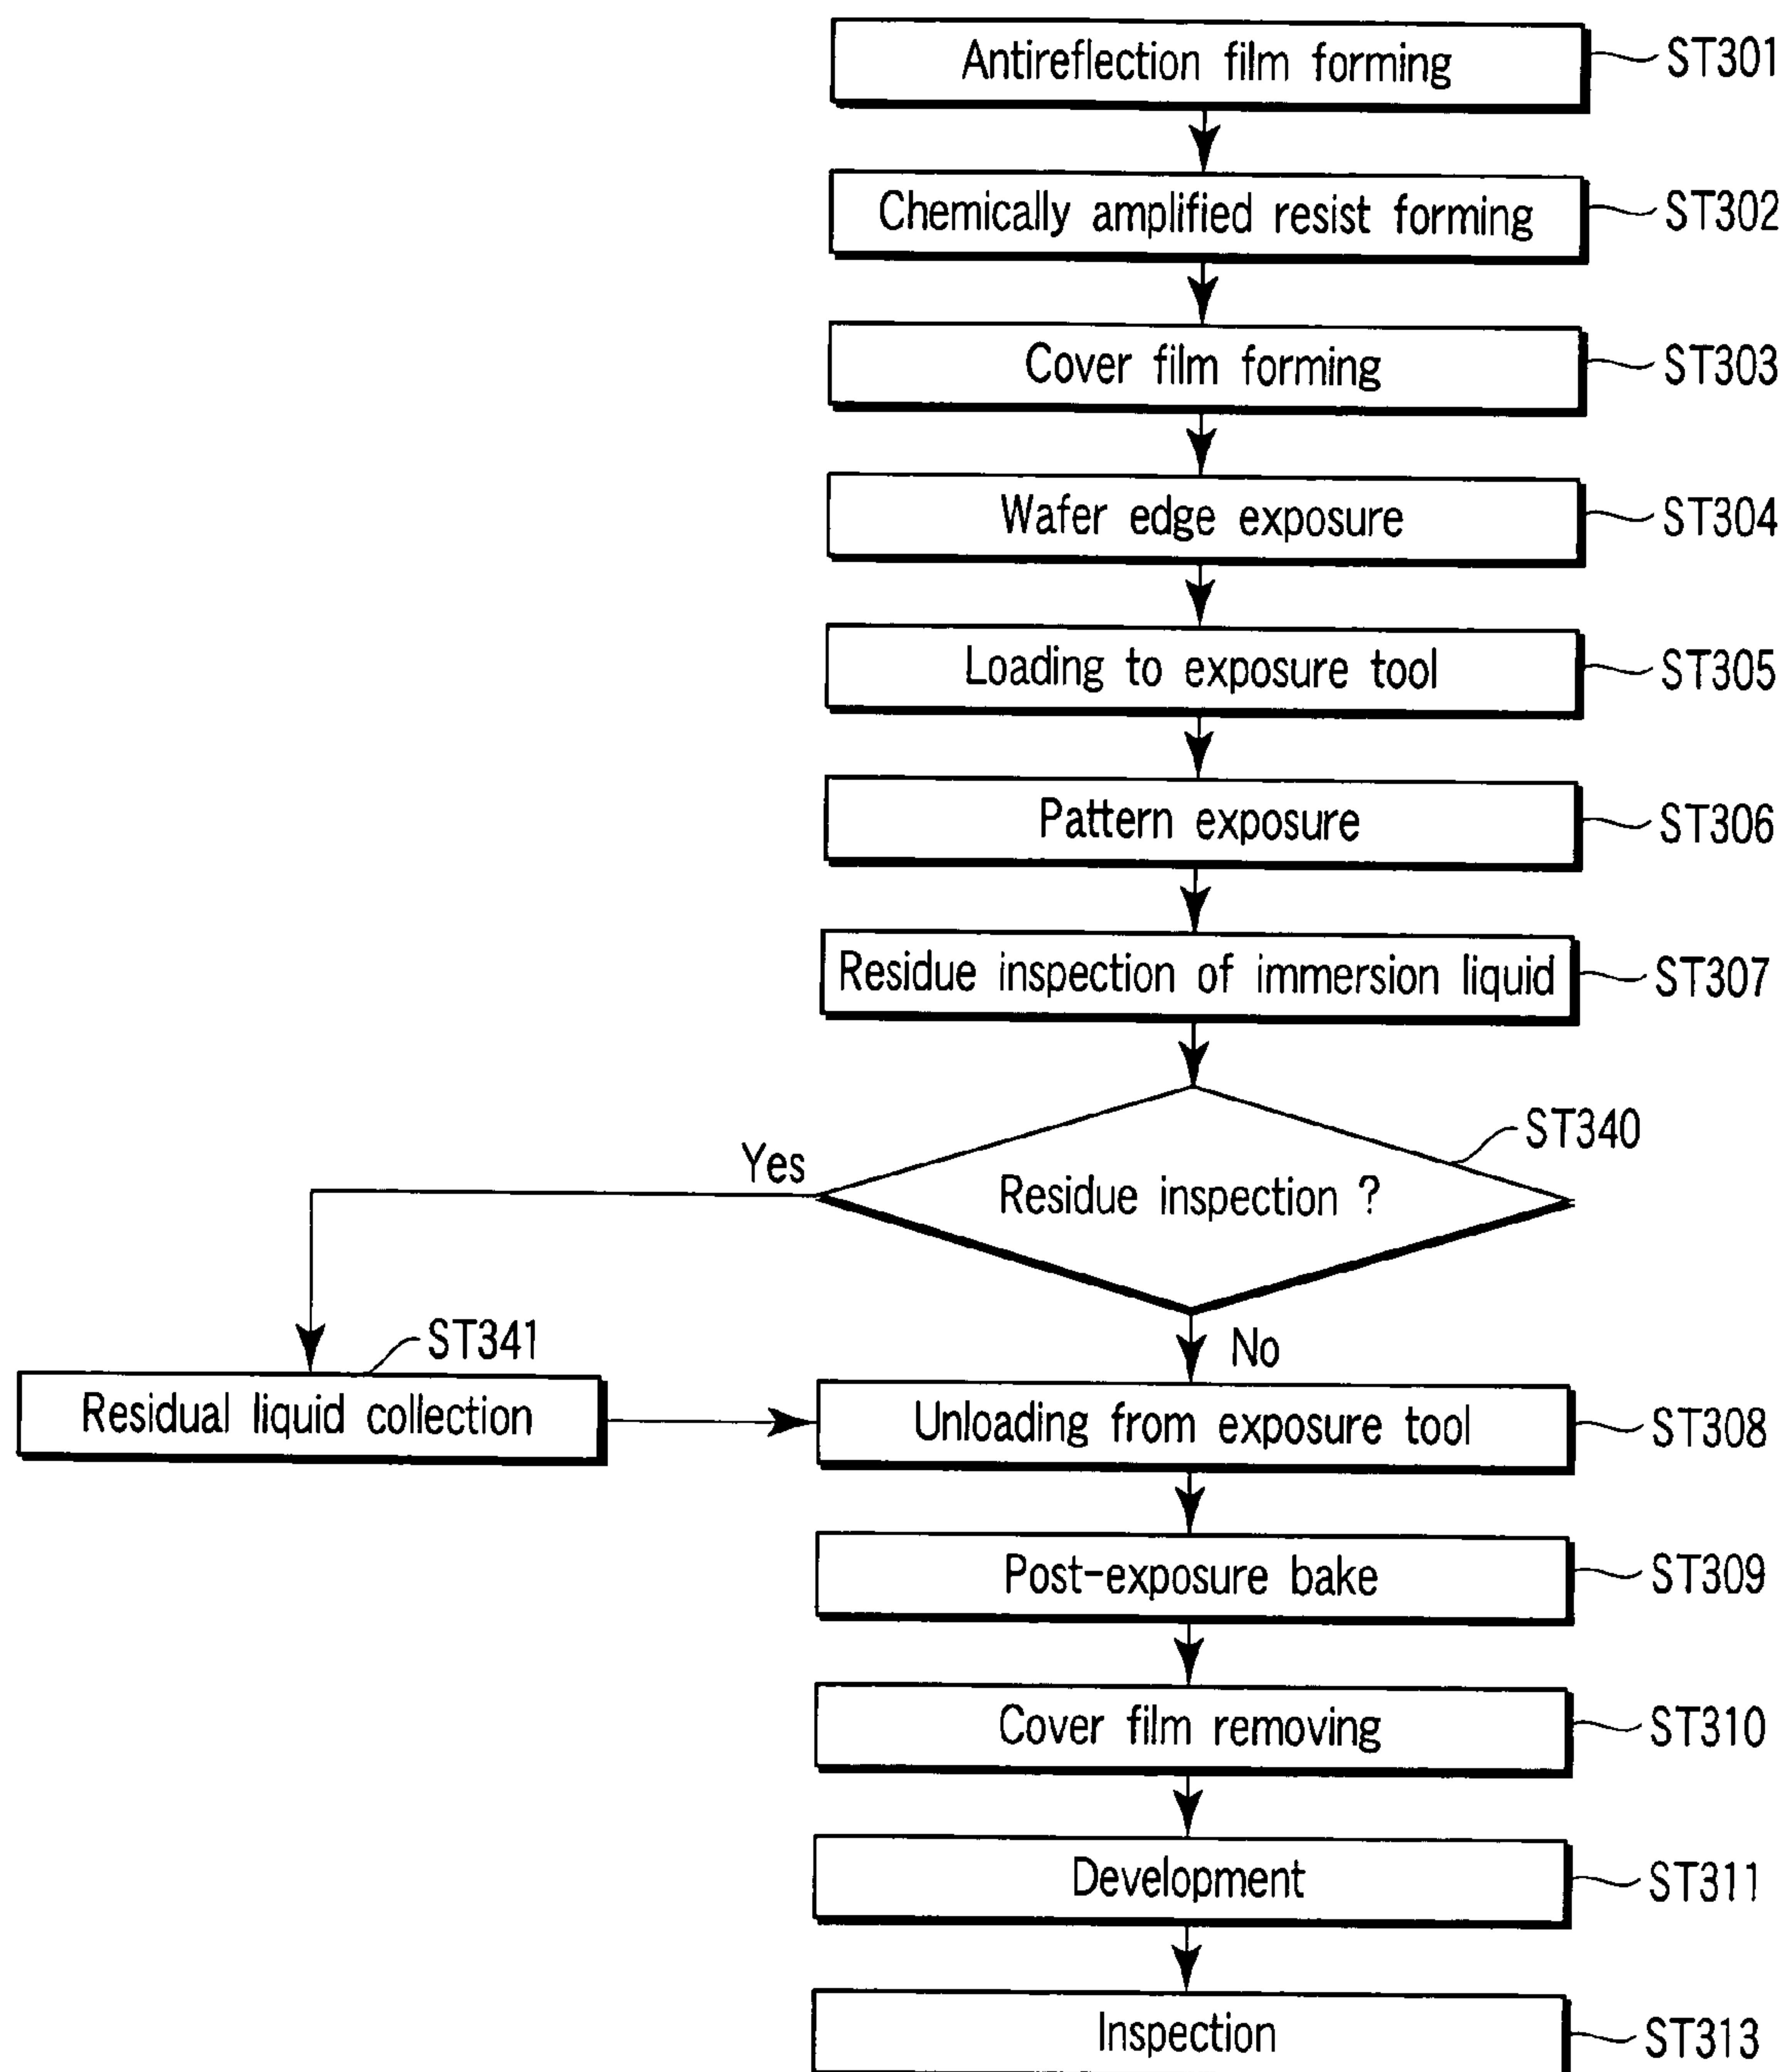 Antireflection film forming
ST301
Chemically amplified resist forming
ST302
Cover film forming
ST303
Wafer edge exposure
ST304
Loading to exposure tool
ST305
Pattern exposure
ST306
Residue inspection of immersion liquid
ST307
ST340
Yes
Residue inspection ?
ST341
No
Residual liquid collection
Unloading from exposure tool
ST308
Post-exposure bake
ST309
Cover film removing
ST310
Development
ST311
Inspection
ST313